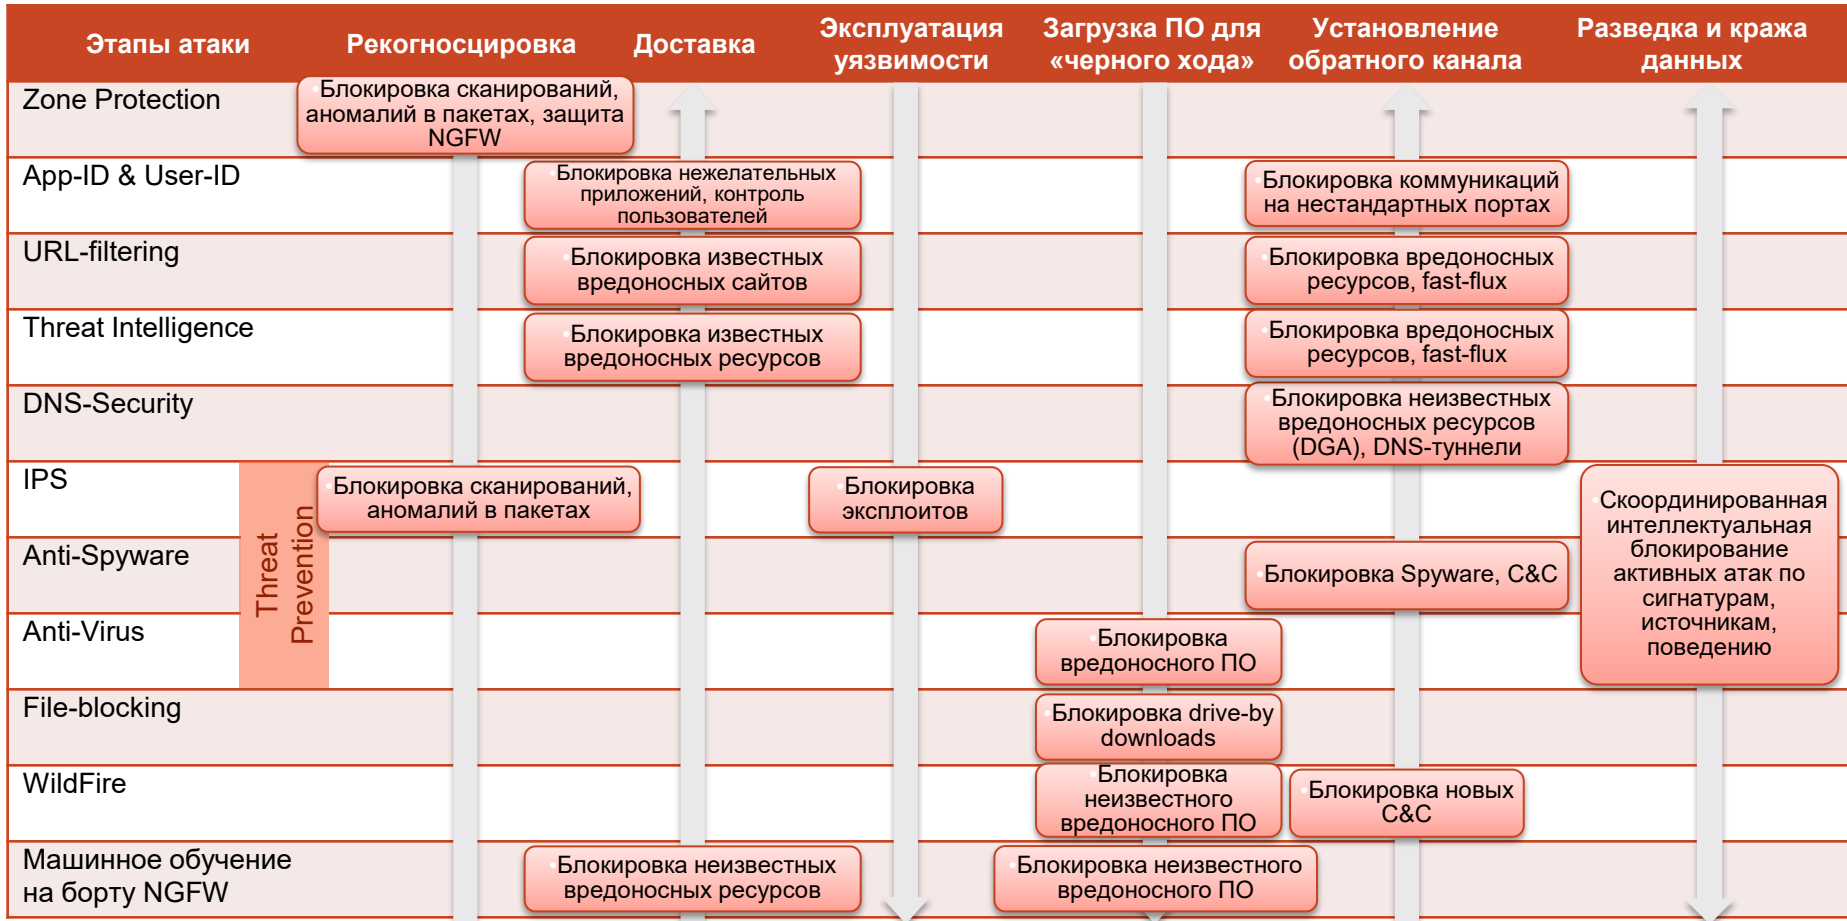 Этапы атаки
Рекогносцировка
Доставка
Эксплуатация
уязвимости
Загрузка ПО для
«черного хода»
Установление
обратного канала
Разведка и кража
данных
Zone Protection
Блокировка сканирований,
аномалий в пакетах, защита
NGFW
App-ID & User-ID
Блокировка нежелательных
приложений, контроль
пользователей
Блокировка коммуникаций
на нестандартных портах
URL-filtering
Блокировка известных
вредоносных сайтов
Блокировка вредоносных
ресурсов, fast-flux
Threat Intelligence
Блокировка известных
вредоносных ресурсов
Блокировка вредоносных
ресурсов, fast-flux
DNS-Security
Блокировка неизвестных
вредоносных ресурсов
(DGA), DNS-туннели
Threat
Prevention
IPS
Блокировка сканирований,
аномалий в пакетах
Блокировка
эксплоитов
Скоординированная
интеллектуальная
блокирование
активных атак по
сигнатурам,
источникам,
поведению
Anti-Spyware
Блокировка Spyware, C&C
Anti-Virus
Блокировка
вредоносного ПО
File-blocking
Блокировка drive-by
downloads
WildFire
Блокировка
неизвестного
вредоносного ПО
Блокировка новых
C&C
Машинное обучение
на борту NGFW
Блокировка неизвестных
вредоносных ресурсов
Блокировка неизвестного
вредоносного ПО